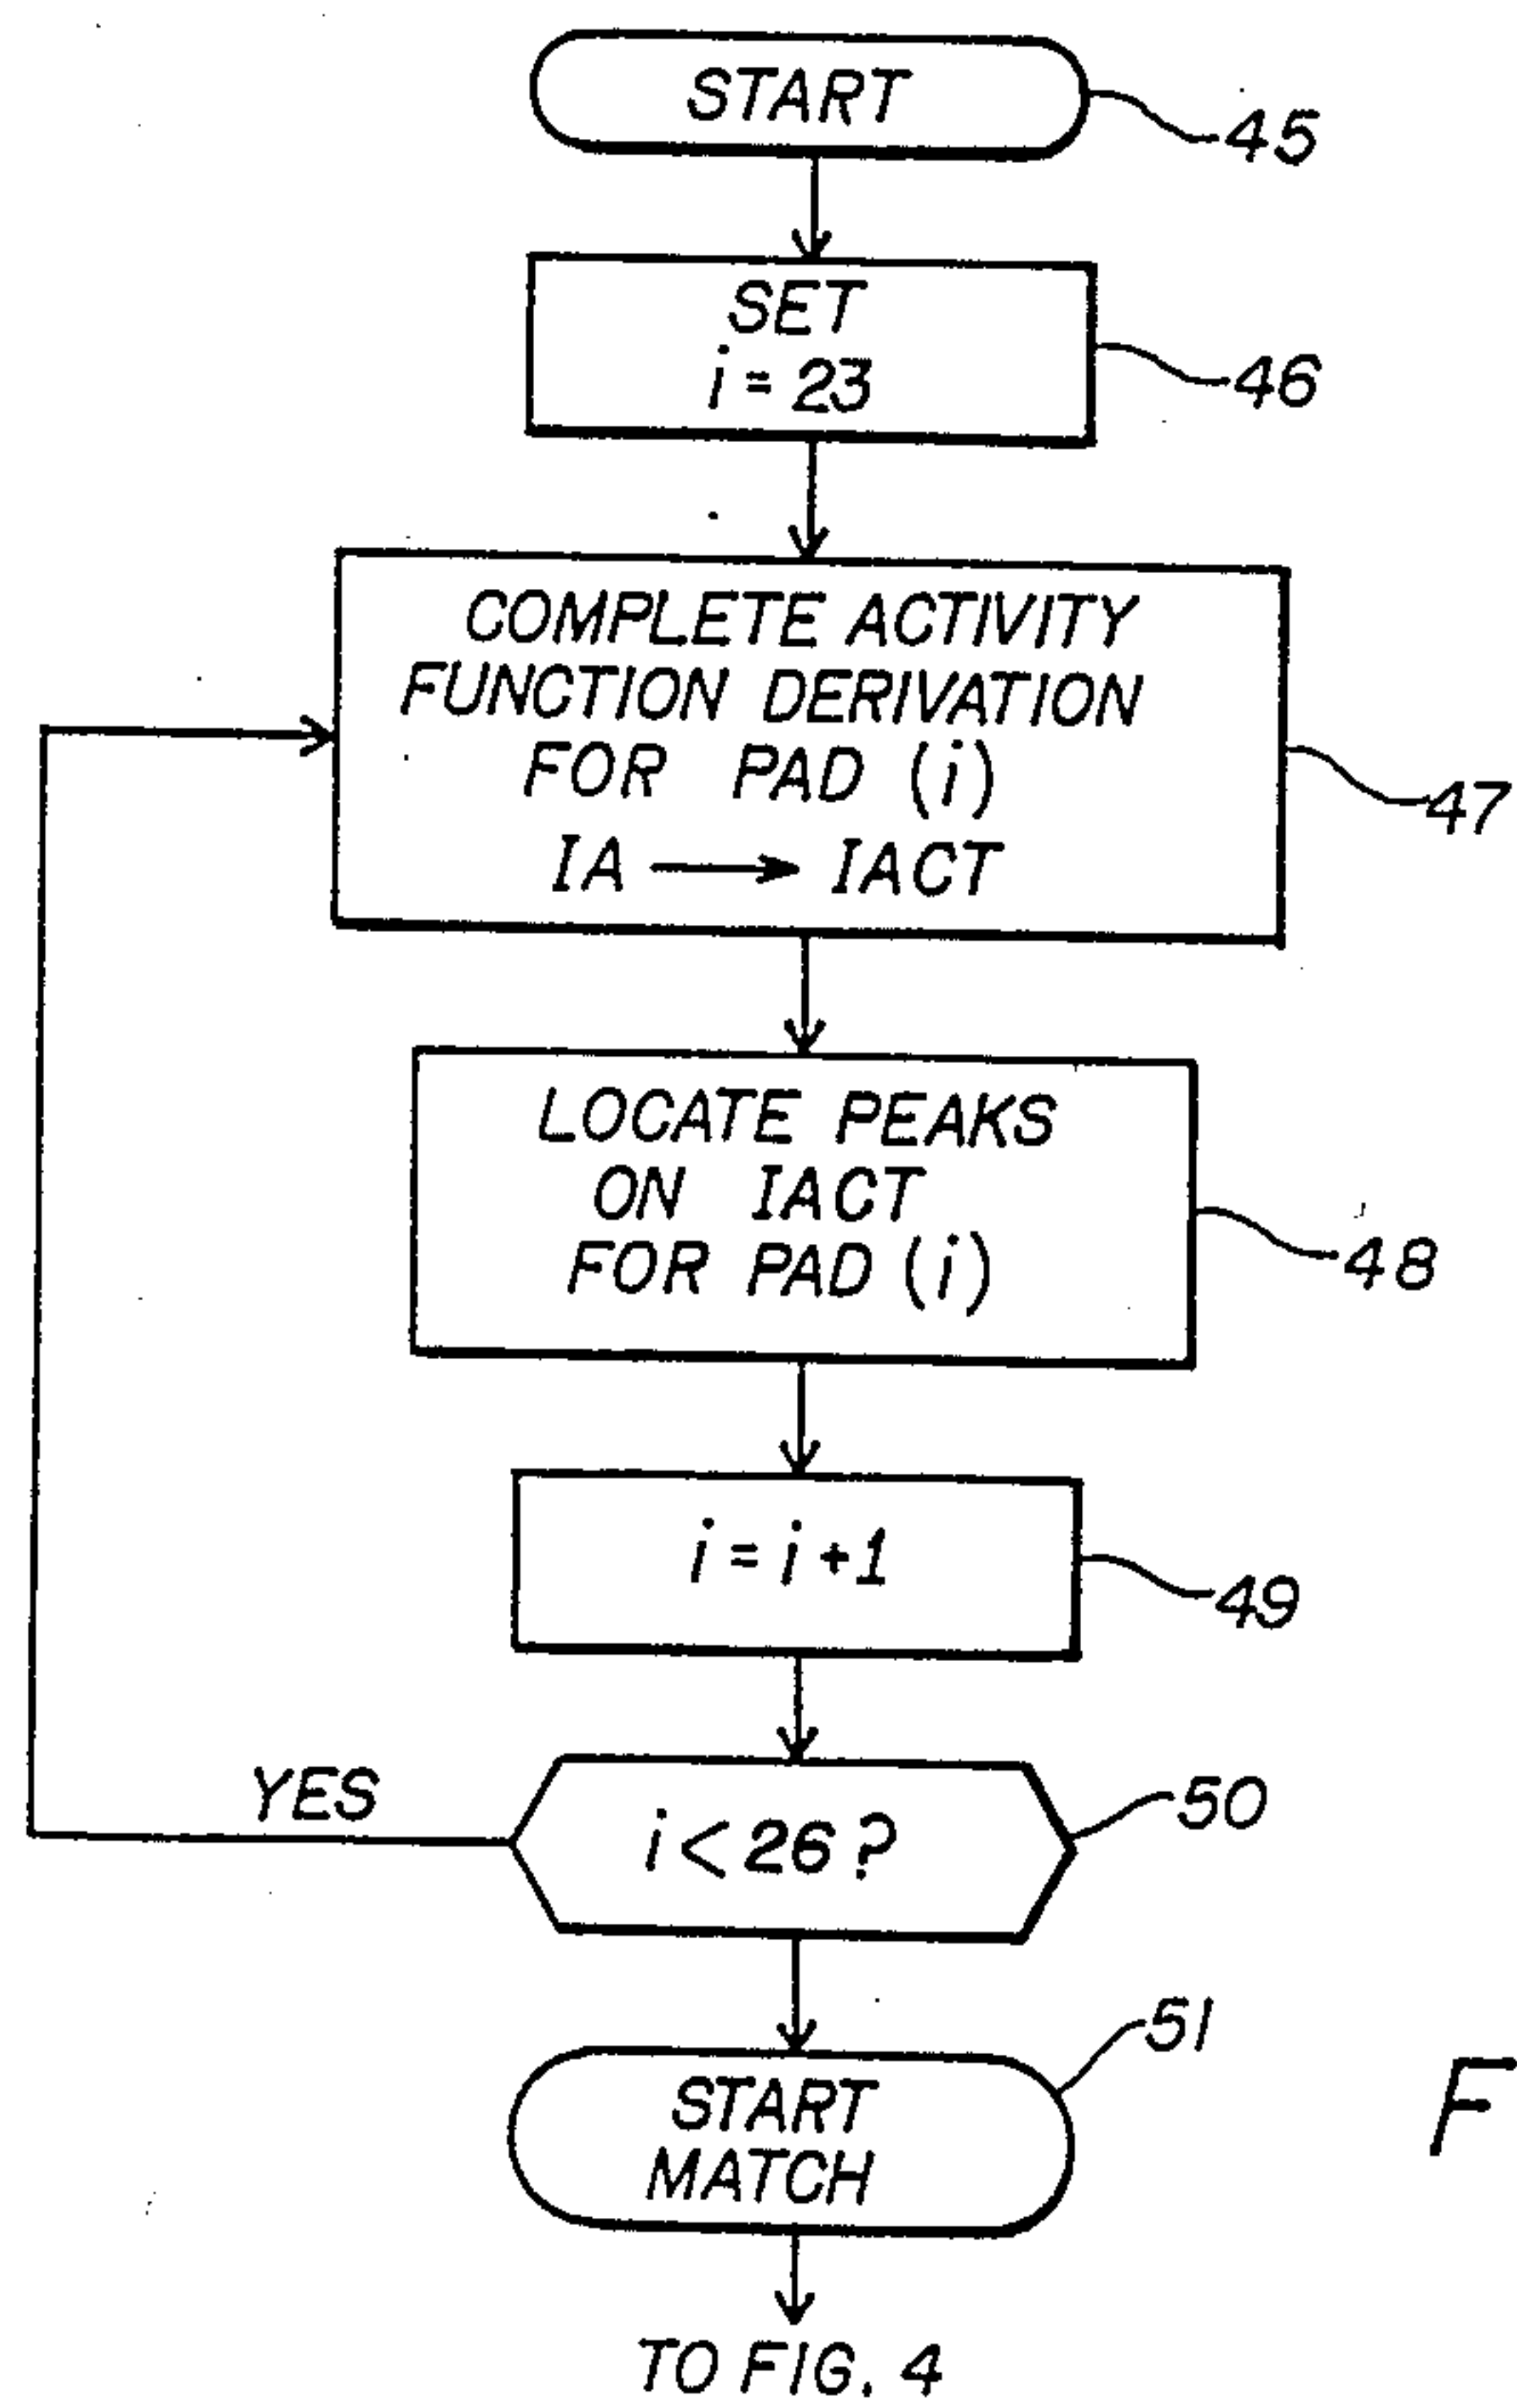 START
45
SET
i = 23
46
COMPLETE ACTIVITY
FUNCTION DERIVATION
FOR PAD (i)
IA → IACT
47
LOCATE PEAKS
ON IACT
FOR PAD (i)
48
i = i + 1
49
YES
i < 26 ?
50
51
START
MATCH
F
TO FIG. 4